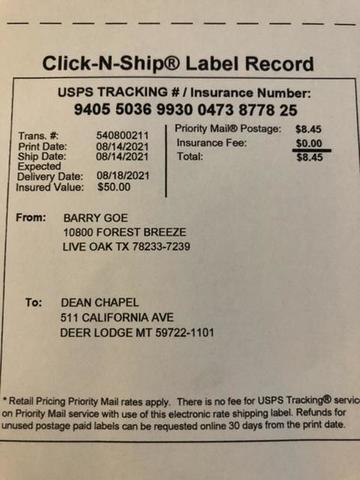 Click-N-Ship® Label Record
USPS TRACKING # / Insurance Number:
9405 5036 9930 0473 8778 25
Trans. #: 540800211
Print Date: 08/14/2021
Ship Date: 08/14/2021
Expected
Delivery Date: 08/18/2021
Insured Value: $50.00
Priority Mail® Postage: $8.45
Insurance Fee: $0.00
Total: $8.45
From: BARRY GOE
10800 FOREST BREEZE
LIVE OAK TX 78233-7239
To: DEAN CHAPEL
511 CALIFORNIA AVE
DEER LODGE MT 59722-1101
* Retail Pricing Priority Mail rates apply. There is no fee for USPS Tracking® servic
on Priority Mail service with use of this electronic rate shipping label. Refunds for
unused postage paid labels can be requested online 30 days from the print date.